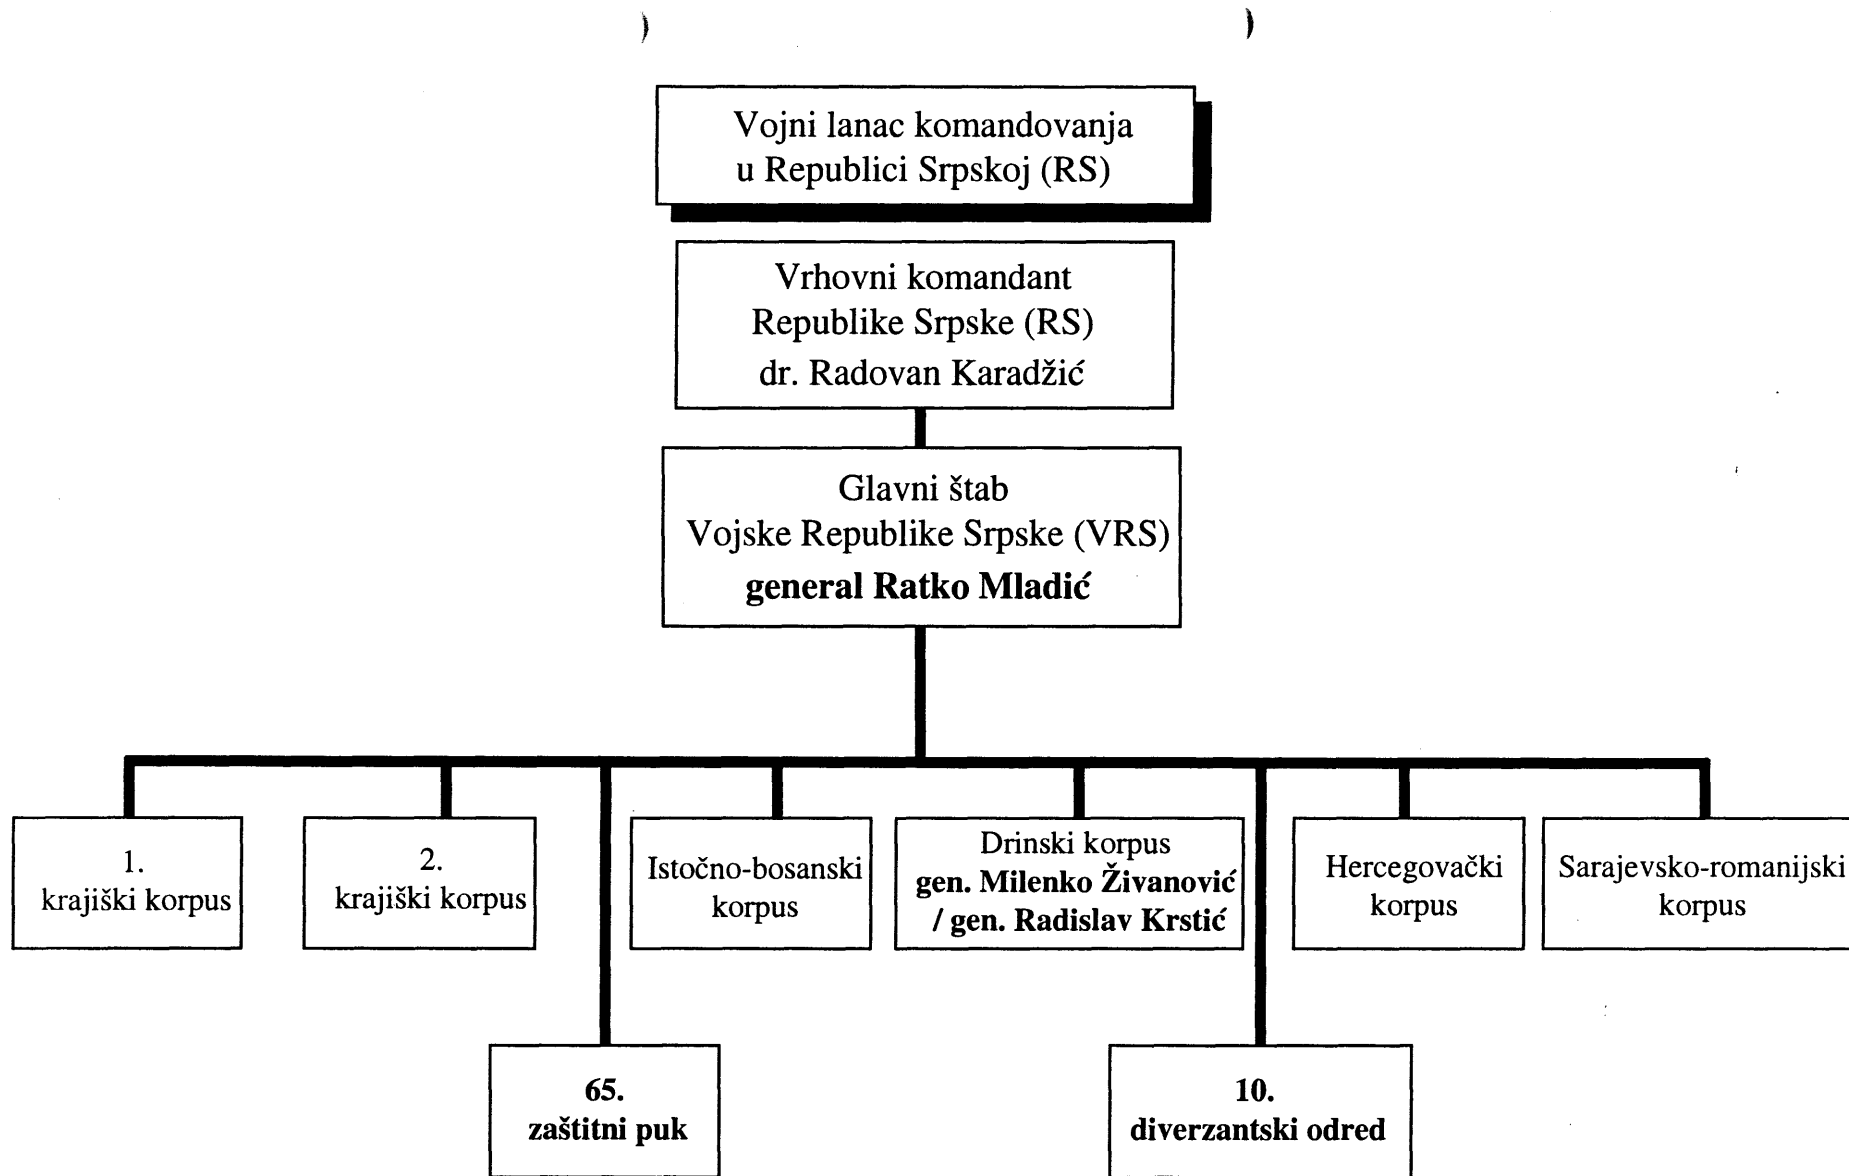 Vojni lanac komandovanja
u Republici Srpskoj (RS)
Vrhovni komandant
Republike Srpske (RS)
dr. Radovan Karadžić
Glavni štab
Vojske Republike Srpske (VRS)
general Ratko Mladić
1.
krajiški korpus
2.
krajiški korpus
Istočno-bosanski
korpus
Drinski korpus
gen. Milenko Živanović
/ gen. Radislav Krstić
Hercegovački
korpus
Sarajevsko-romanijski
korpus
65.
zaštitni puk
10.
diverzantski odred